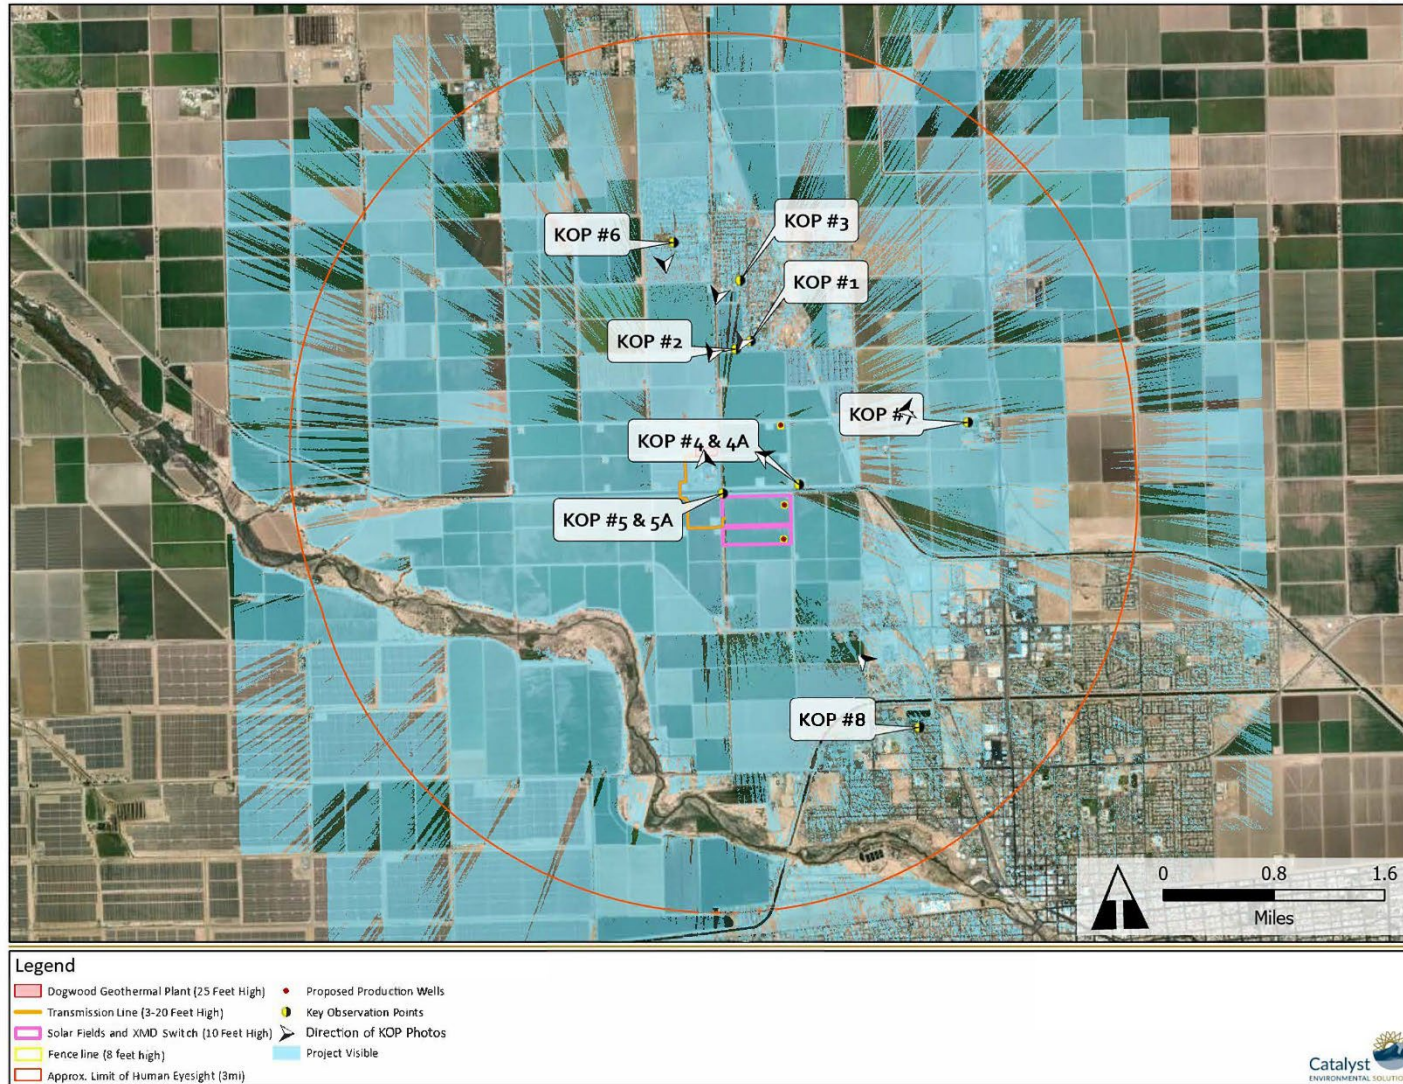 KOP #6
KOP #3
KOP #1
KOP #2
KOP #7
KOP #4 & 4A
KOP #5 & 5A
KOP #8
0 0.8 1.6
Miles
Legend
Dogwood Geothermal Plant (25 Feet High)
Transmission Line (3-20 Feet High)
Solar Fields and XMD Switch (10 Feet High)
Fence line (8 feet high)
Approx. Limit of Human Eyesight (3mi)
Proposed Production Wells
Key Observation Points
Direction of KOP Photos
Project Visible
Catalyst
ENVIRONMENTAL SOLUTIO